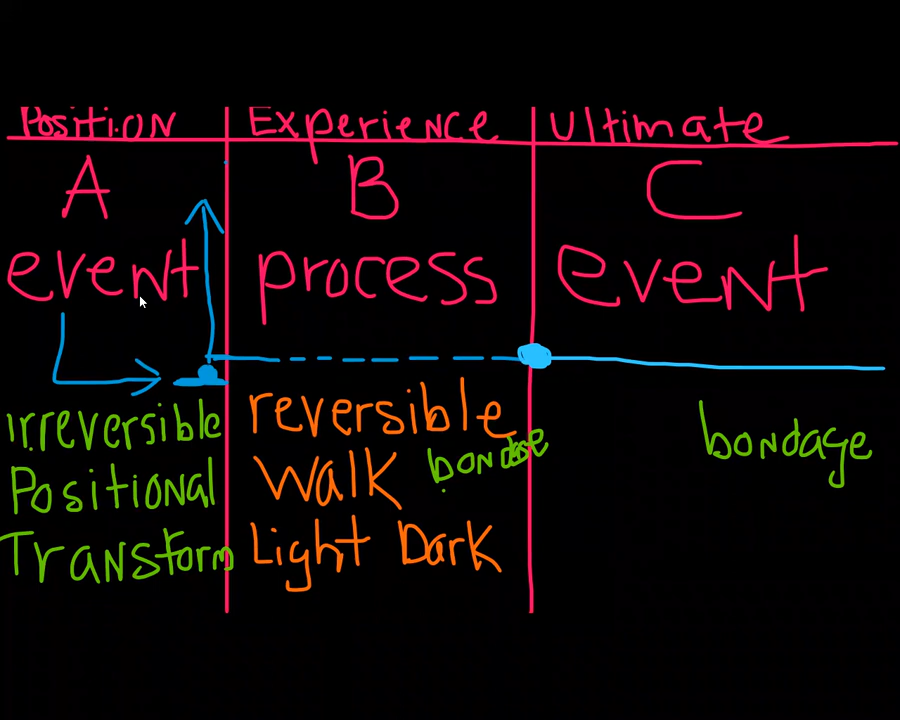 Position Experience Ultimate
A B C
event process event
Irreversible reversible
bondage bondage
Positional Walk
Transform Light Dark